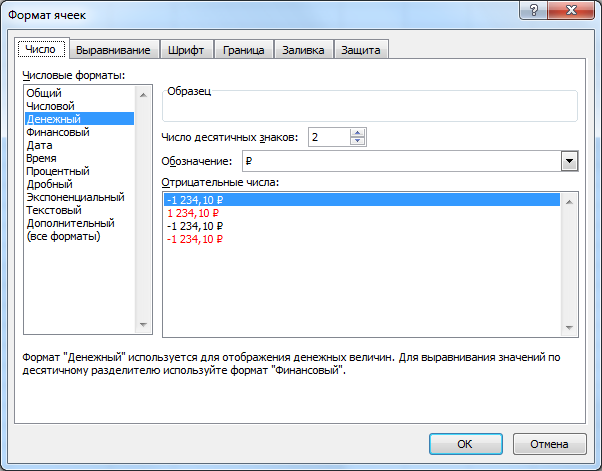 Формат ячеек
Число Выравнивание Шрифт Граница Заливка Защита
Числовые форматы:
Общий
Числовой
Денежный
Финансовый
Дата
Время
Процентный
Дробный
Экспоненциальный
Текстовый
Дополнительный
(все форматы)
Образец
Число десятичных знаков: 2
Обозначение: ₽
Отрицательные числа:
-1 234,10 ₽
1 234,10 ₽
-1 234,10 ₽
-1 234,10 ₽
Формат "Денежный" используется для отображения денежных величин. Для выравнивания значений по
десятичному разделителю используйте формат "Финансовый".
ОК Отмена